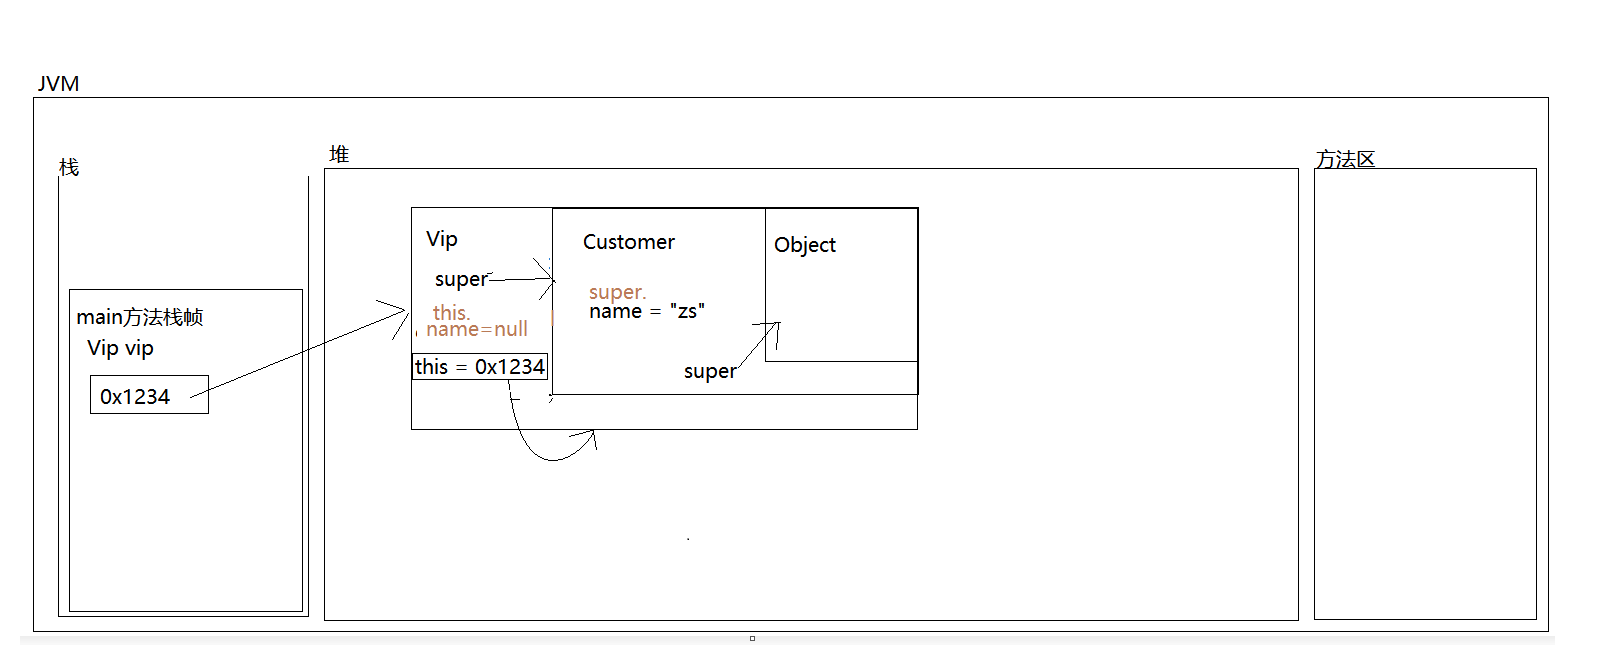 JVM
栈
堆
方法区
main方法栈帧
Vip vip
0x1234
Vip
super
this.
name=null
this = 0x1234
Customer
super.
name = "zs"
super
Object